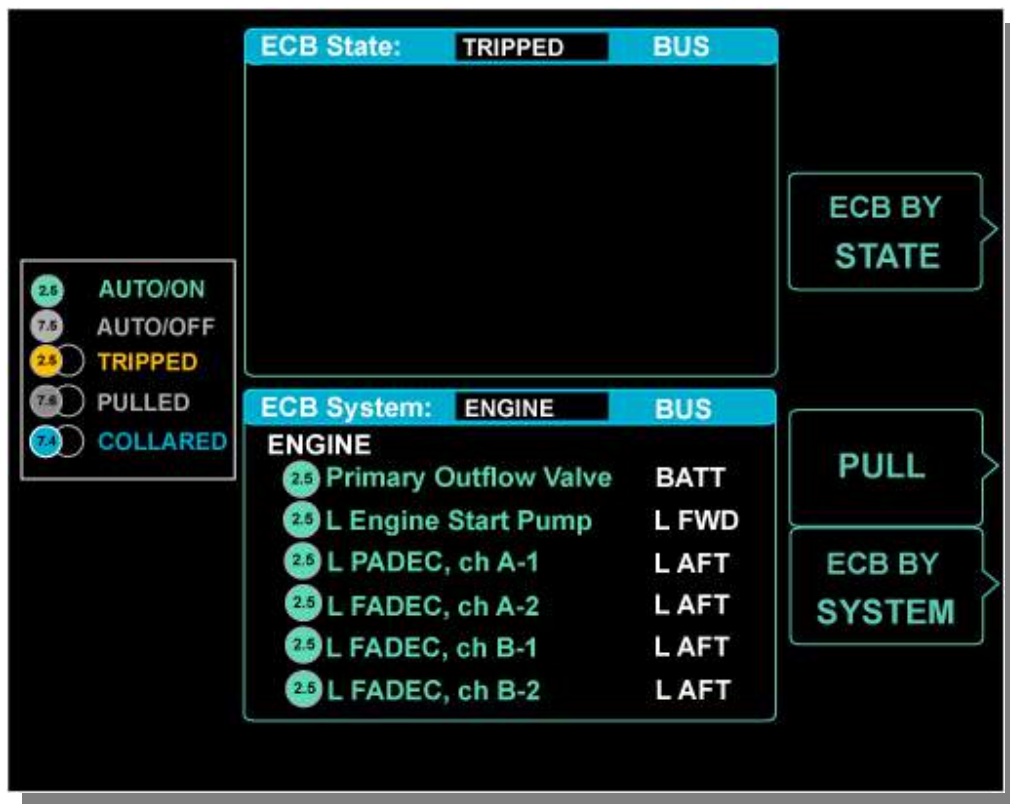 ECB State: TRIPPED BUS
ECB BY
STATE
2.5 AUTO/ON
7.5 AUTO/OFF
2.5 TRIPPED
7.6 PULLED
7.4 COLLARED
ECB System: ENGINE BUS
ENGINE
2.5 Primary Outflow Valve BATT
2.5 L Engine Start Pump L FWD
2.5 L PADEC, ch A-1 L AFT
2.5 L FADEC, ch A-2 L AFT
2.5 L FADEC, ch B-1 L AFT
2.5 L FADEC, ch B-2 L AFT
PULL
ECB BY
SYSTEM